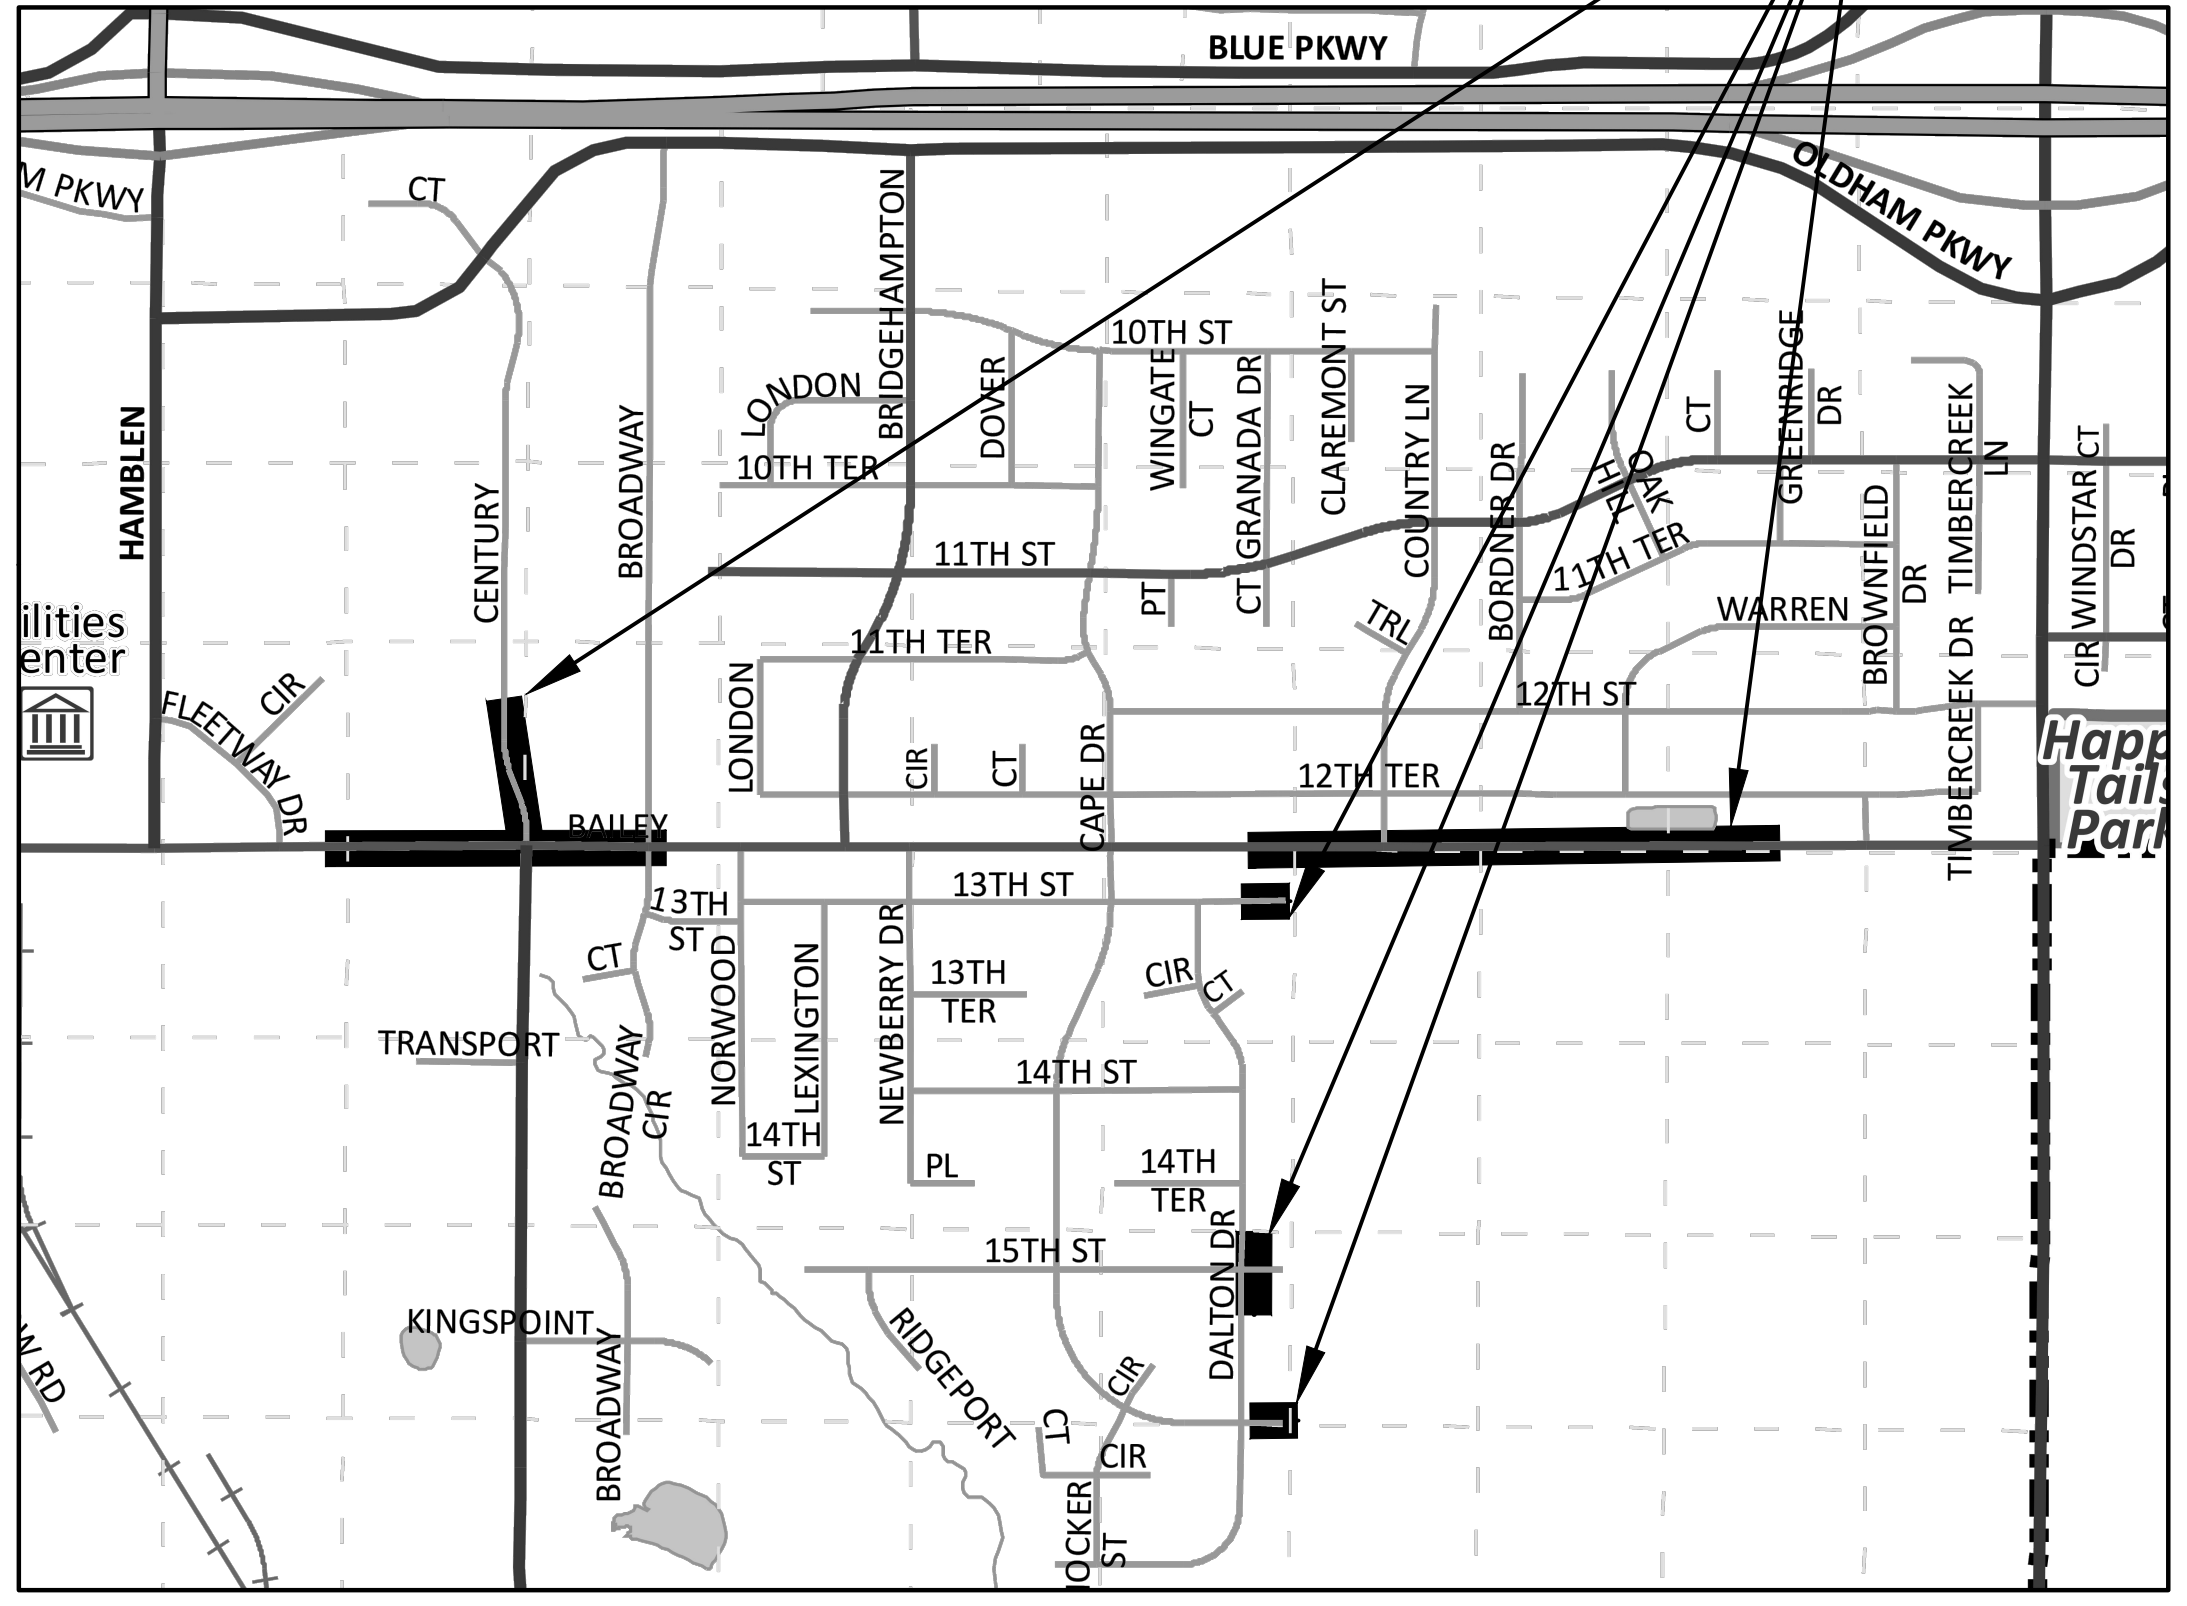 BLUE PKWY
OLDHAM PKWY
M PKWY
CT
BRIDGEHAMPTON
10TH ST
CLAREMONT ST
GREENRIDGE
DR
LONDON
DOVER
WINGATE
CT
GRANADA DR
COUNTRY LN
CT
TIMBERCREEK
LN
HAMBLEN
BROADWAY
10TH TER
OAK
HILL
WINDSTAR CT
DR
CENTURY
11TH ST
BORDNER DR
11TH TER
BROWNFIELD
DR
PT
CT
TRL
WARREN
ilities
enter
11TH TER
CIR
CIR
FLEETWAY DR
LONDON
12TH ST
TIMBERCREEK DR
CIR
CT
CAPE DR
12TH TER
Happ
Tails
Park
BAILEY
13TH ST
13TH
ST
CT
NORWOOD
LEXINGTON
NEWBERRY DR
13TH
TER
CIR
CT
TRANSPORT
BROADWAY
CIR
14TH ST
14TH
ST
PL
14TH
TER
15TH ST
DALTON DR
KINGSPOINT
BROADWAY
RIDGEPORT
W RD
CIR
CT
CIR
OCKER
ST